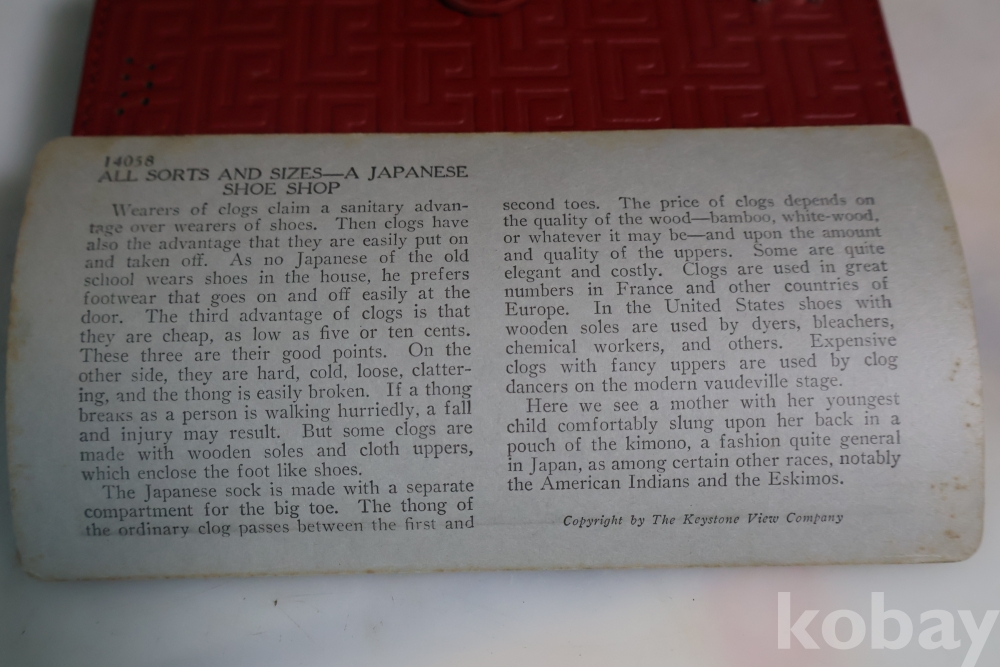 14058
ALL SORTS AND SIZES—A JAPANESE
SHOE SHOP
Wearers of clogs claim a sanitary advan-
tage over wearers of shoes. Then clogs have
also the advantage that they are easily put on
and taken off. As no Japanese of the old
school wears shoes in the house, he prefers
footwear that goes on and off easily at the
door. The third advantage of clogs is that
they are cheap, as low as five or ten cents.
These three are their good points. On the
other side, they are hard, cold, loose, clatter-
ing, and the thong is easily broken. If a thong
breaks as a person is walking hurriedly, a fall
and injury may result. But some clogs are
made with wooden soles and cloth uppers,
which enclose the foot like shoes.
The Japanese sock is made with a separate
compartment for the big toe. The thong of
the ordinary clog passes between the first and
second toes. The price of clogs depends on
the quality of the wood—bamboo, white-wood,
or whatever it may be—and upon the amount
and quality of the uppers. Some are quite
elegant and costly. Clogs are used in great
numbers in France and other countries of
Europe. In the United States shoes with
wooden soles are used by dyers, bleachers,
chemical workers, and others. Expensive
clogs with fancy uppers are used by clog
dancers on the modern vaudeville stage.
Here we see a mother with her youngest
child comfortably slung upon her back in a
pouch of the kimono, a fashion quite general
in Japan, as among certain other races, notably
the American Indians and the Eskimos.
Copyright by The Keystone View Company
kobay